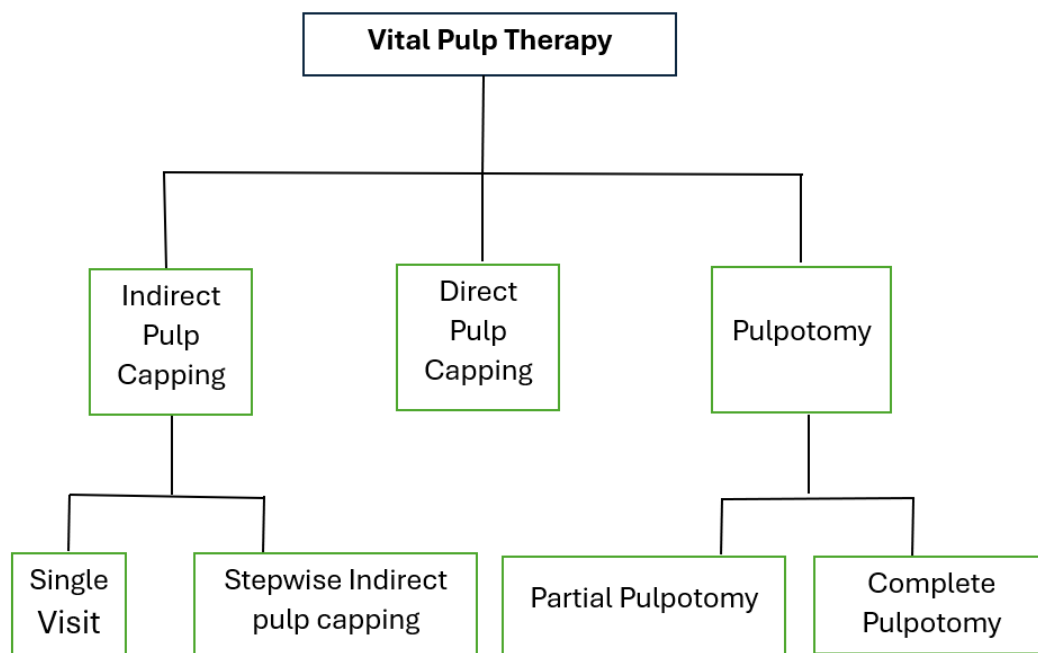 Vital Pulp Therapy
Indirect
Pulp
Capping
Direct
Pulp
Capping
Pulpotomy
Single
Visit
Stepwise Indirect
pulp capping
Partial Pulpotomy
Complete
Pulpotomy